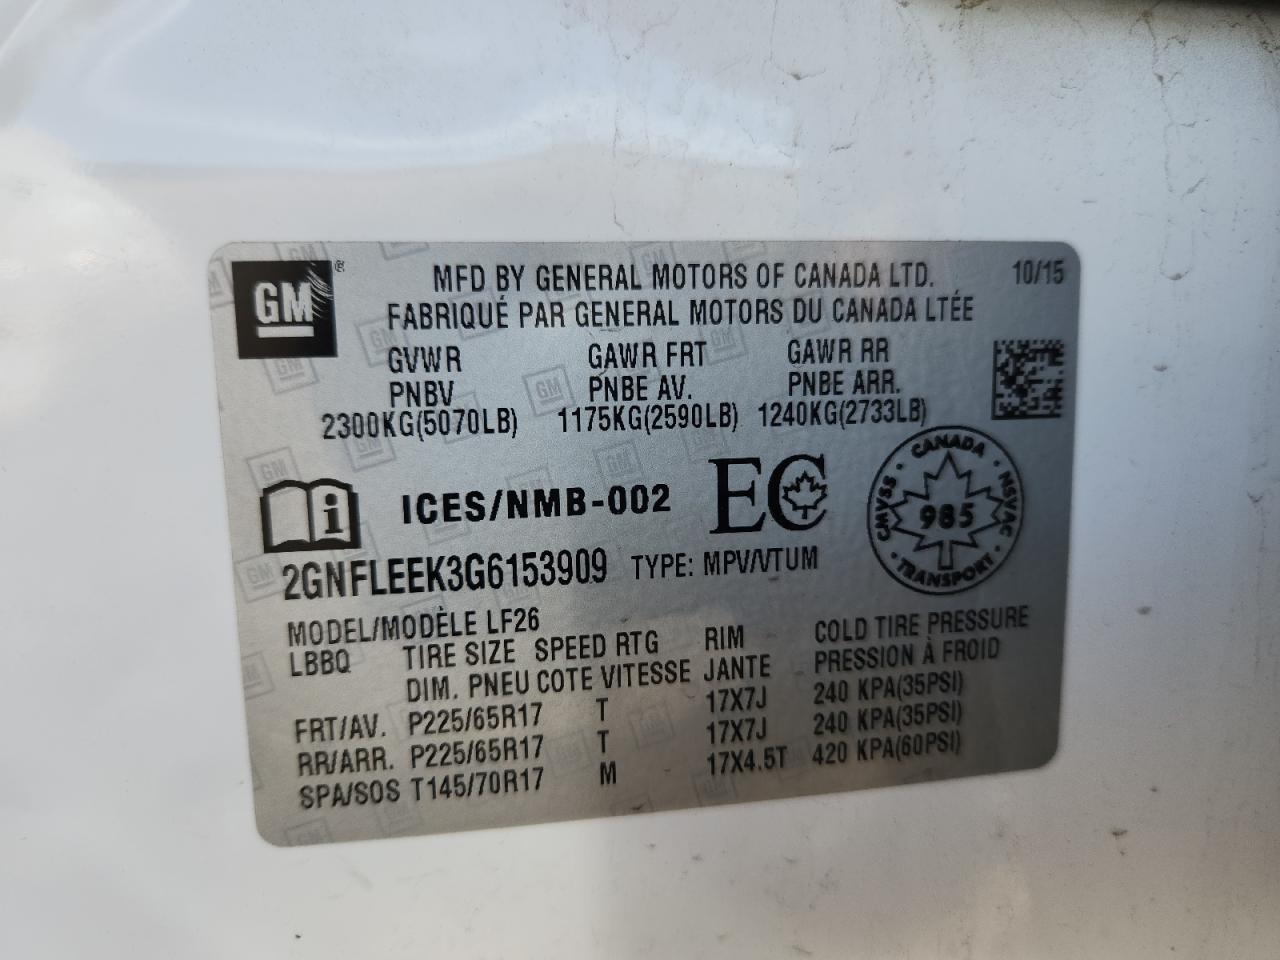 GM
MFD BY GENERAL MOTORS OF CANADA LTD. 10/15
FABRIQUÉ PAR GENERAL MOTORS DU CANADA LTÉE
GVWR GAWR FRT GAWR RR
PNBV PNBE AV. PNBE ARR.
2300KG(5070LB) 1175KG(2590LB) 1240KG(2733LB)
i ICES/NMB-002 EC
CANADA
CMVSS 985 NSVAC
TRANSPORT
2GNFLEEK3G6153909 TYPE: MPV/VTUM
MODEL/MODÈLE LF26
LBBQ TIRE SIZE SPEED RTG RIM COLD TIRE PRESSURE
DIM. PNEU COTE VITESSE JANTE PRESSION À FROID
FRT/AV. P225/65R17 T 17X7J 240 KPA(35PSI)
RR/ARR. P225/65R17 T 17X7J 240 KPA(35PSI)
SPA/SOS T145/70R17 M 17X4.5T 420 KPA(60PSI)